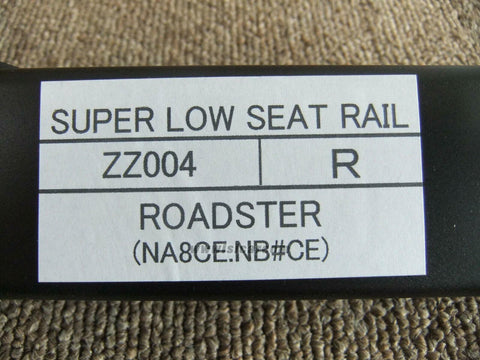 SUPER LOW SEAT RAIL
ZZ004 R
ROADSTER
(NA8CE.NB#CE)